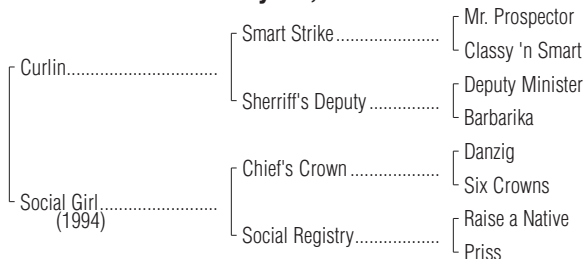 Smart Strike
Mr. Prospector
Classy 'n Smart
Curlin
Sherriff's Deputy
Deputy Minister
Barbarika
Chief's Crown
Danzig
Six Crowns
Social Girl
(1994)
Social Registry
Raise a Native
Priss